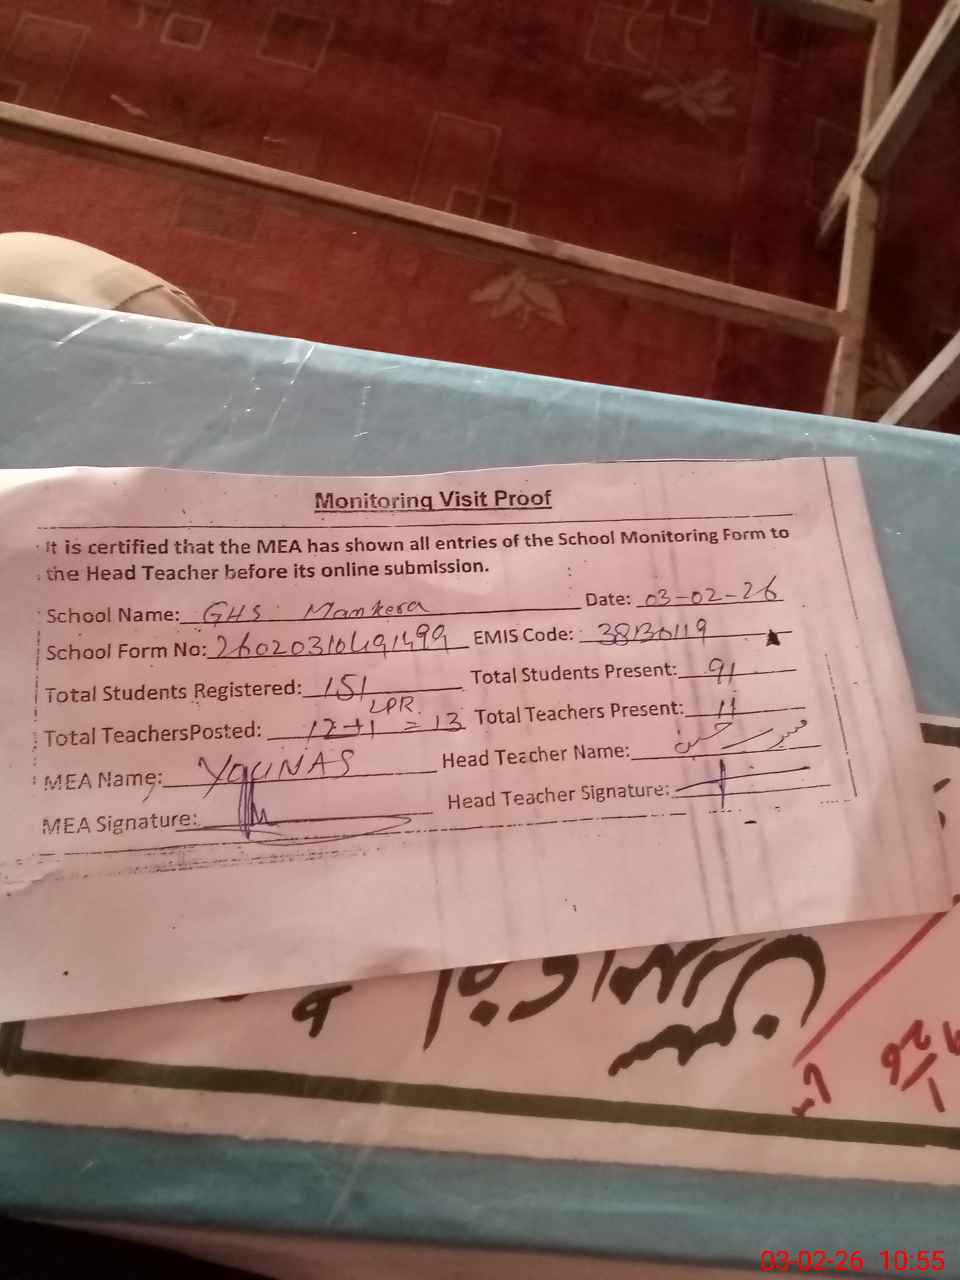 Monitoring Visit Proof
It is certified that the MEA has shown all entries of the School Monitoring Form to
the Head Teacher before its online submission.
School Name: GHS Mankera Date: 03-02-26
School Form No: EMIS Code: 38130119
Total Students Registered: 151 Total Students Present: 91
LPR.
Total TeachersPosted: 12+1 = 13 Total Teachers Present: 11
MEA Name: YOUNAS Head Teacher Name:
MEA Signature: Head Teacher Signature:
03-02-26 10:55